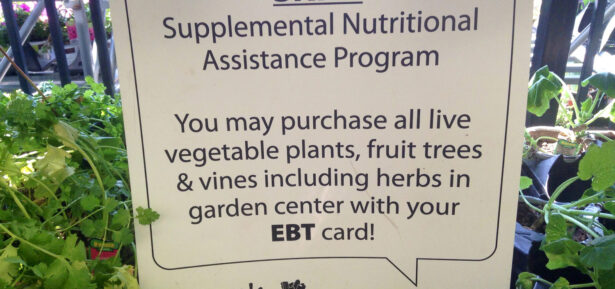 Supplemental Nutritional
Assistance Program
You may purchase all live
vegetable plants, fruit trees
& vines including herbs in
garden center with your
EBT card!